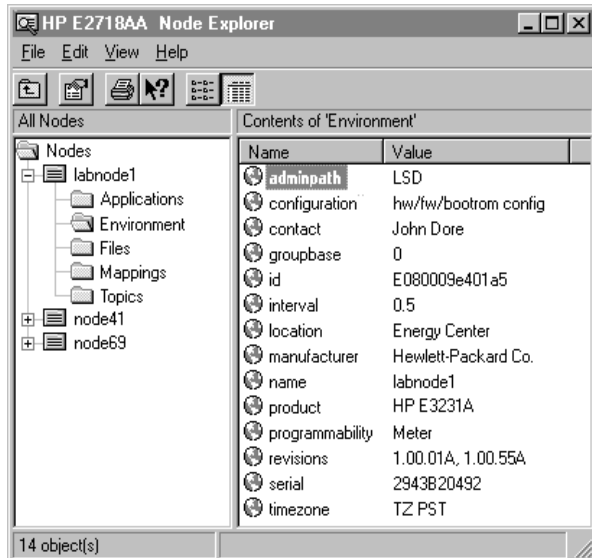 HP E2718AA Node Explorer
File Edit View Help
All Nodes
Contents of 'Environment'
Nodes
labnode1
Applications
Environment
Files
Mappings
Topics
node41
node69
Name Value
adminpath LSD
configuration hw/fw/bootrom config
contact John Dore
groupbase 0
id E080009e401a5
interval 0.5
location Energy Center
manufacturer Hewlett-Packard Co.
name labnode1
product HP E3231A
programmability Meter
revisions 1.00.01A, 1.00.55A
serial 2943B20492
timezone TZ PST
14 object(s)